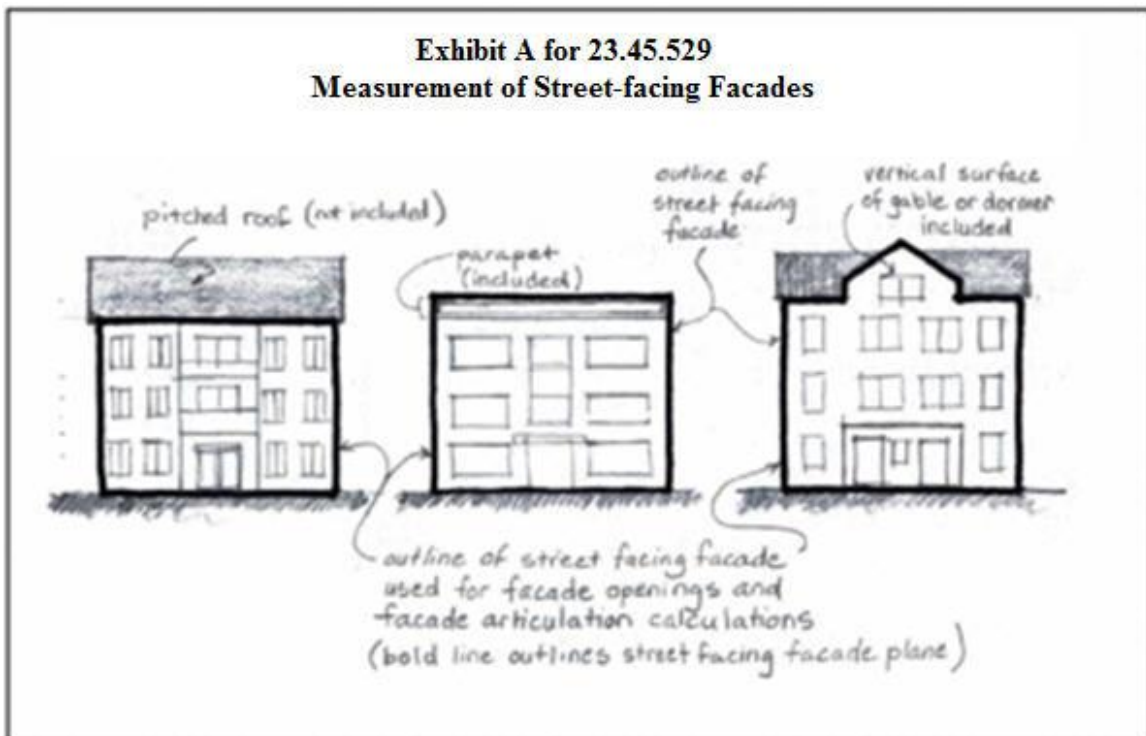 Exhibit A for 23.45.529
Measurement of Street-facing Facades
pitched roof (not included)
parapet
(included)
outline of
street facing
facade
vertical surface
of gable or dormer
included
outline of street facing facade
used for facade openings and
facade articulation calculations
(bold line outlines street facing facade plane)